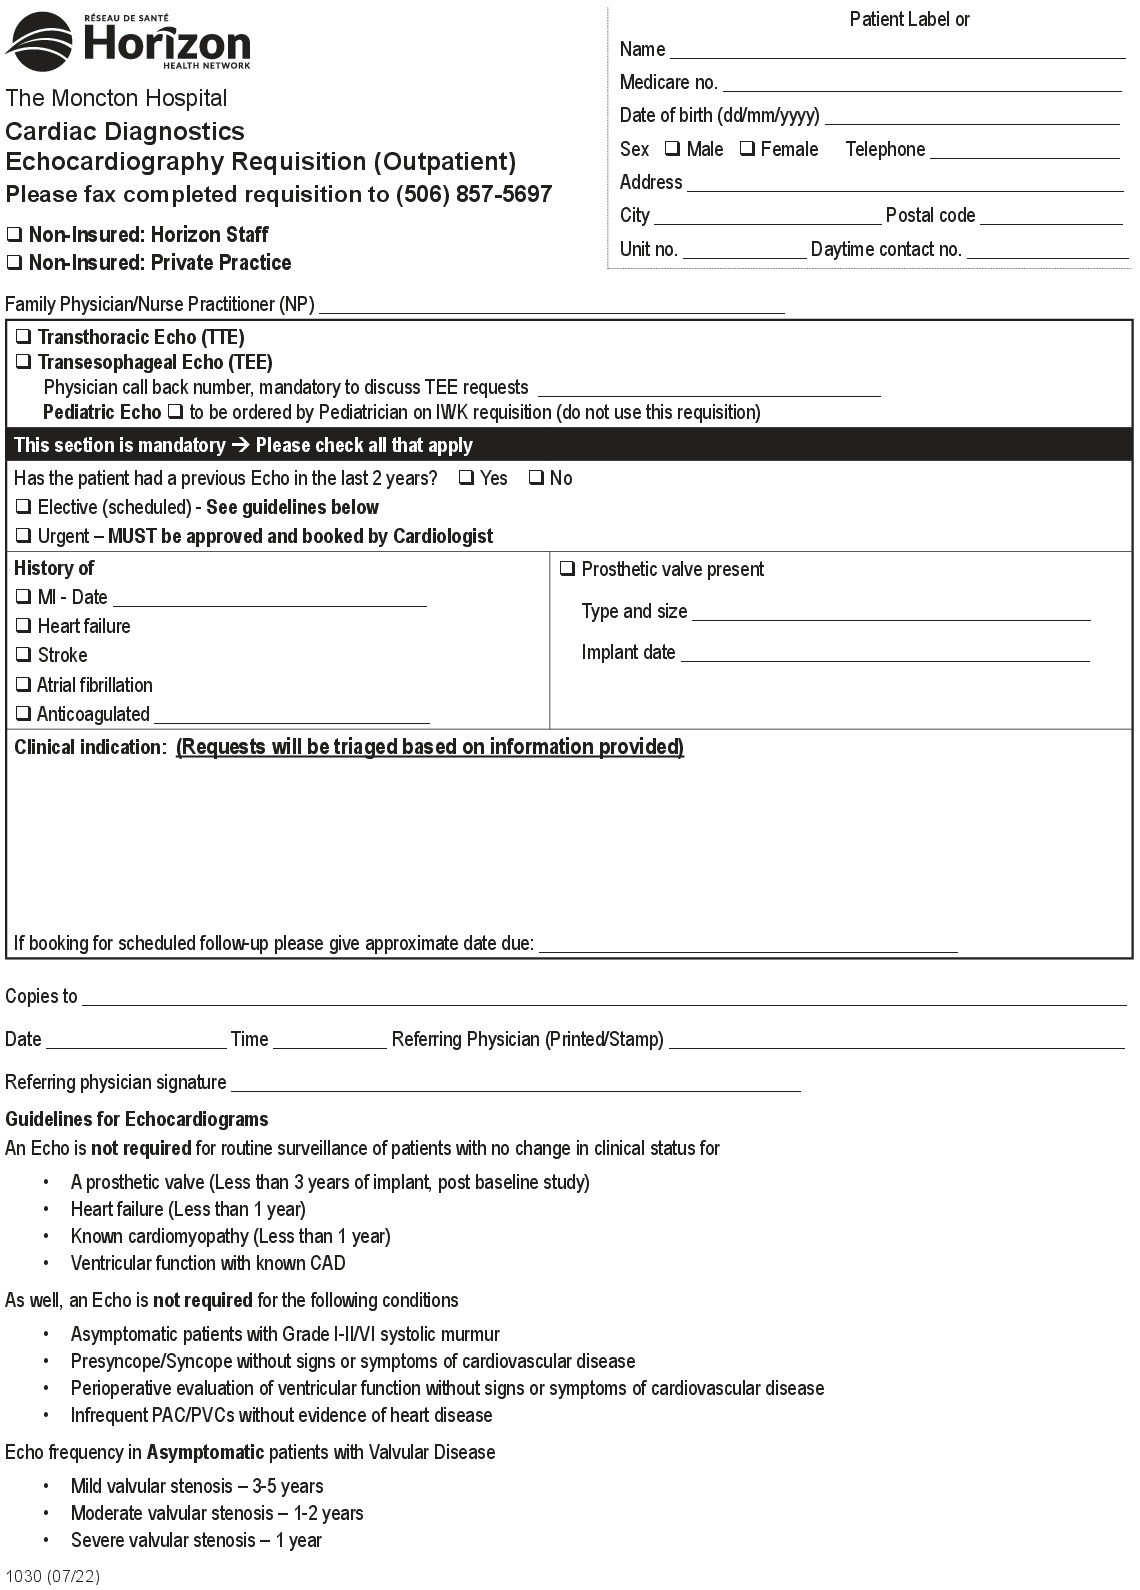 RÉSEAU DE SANTÉ
Horizon
HEALTH NETWORK
The Moncton Hospital
Cardiac Diagnostics
Echocardiography Requisition (Outpatient)
Please fax completed requisition to (506) 857-5697
❑ Non-Insured: Horizon Staff
❑ Non-Insured: Private Practice
Patient Label or
Name
Medicare no.
Date of birth (dd/mm/yyyy)
Sex ❑ Male ❑ Female Telephone
Address
City Postal code
Unit no. Daytime contact no.
Family Physician/Nurse Practitioner (NP)
❑ Transthoracic Echo (TTE)
❑ Transesophageal Echo (TEE)
Physician call back number, mandatory to discuss TEE requests
Pediatric Echo ❑ to be ordered by Pediatrician on IWK requisition (do not use this requisition)
This section is mandatory → Please check all that apply
Has the patient had a previous Echo in the last 2 years? ❑ Yes ❑ No
❑ Elective (scheduled) - See guidelines below
❑ Urgent – MUST be approved and booked by Cardiologist
History of
❑ MI - Date
❑ Heart failure
❑ Stroke
❑ Atrial fibrillation
❑ Anticoagulated
❑ Prosthetic valve present
Type and size
Implant date
Clinical indication: (Requests will be triaged based on information provided)
If booking for scheduled follow-up please give approximate date due:
Copies to
Date Time Referring Physician (Printed/Stamp)
Referring physician signature
Guidelines for Echocardiograms
An Echo is not required for routine surveillance of patients with no change in clinical status for
• A prosthetic valve (Less than 3 years of implant, post baseline study)
• Heart failure (Less than 1 year)
• Known cardiomyopathy (Less than 1 year)
• Ventricular function with known CAD
As well, an Echo is not required for the following conditions
• Asymptomatic patients with Grade I-II/VI systolic murmur
• Presyncope/Syncope without signs or symptoms of cardiovascular disease
• Perioperative evaluation of ventricular function without signs or symptoms of cardiovascular disease
• Infrequent PAC/PVCs without evidence of heart disease
Echo frequency in Asymptomatic patients with Valvular Disease
• Mild valvular stenosis – 3-5 years
• Moderate valvular stenosis – 1-2 years
• Severe valvular stenosis – 1 year
1030 (07/22)